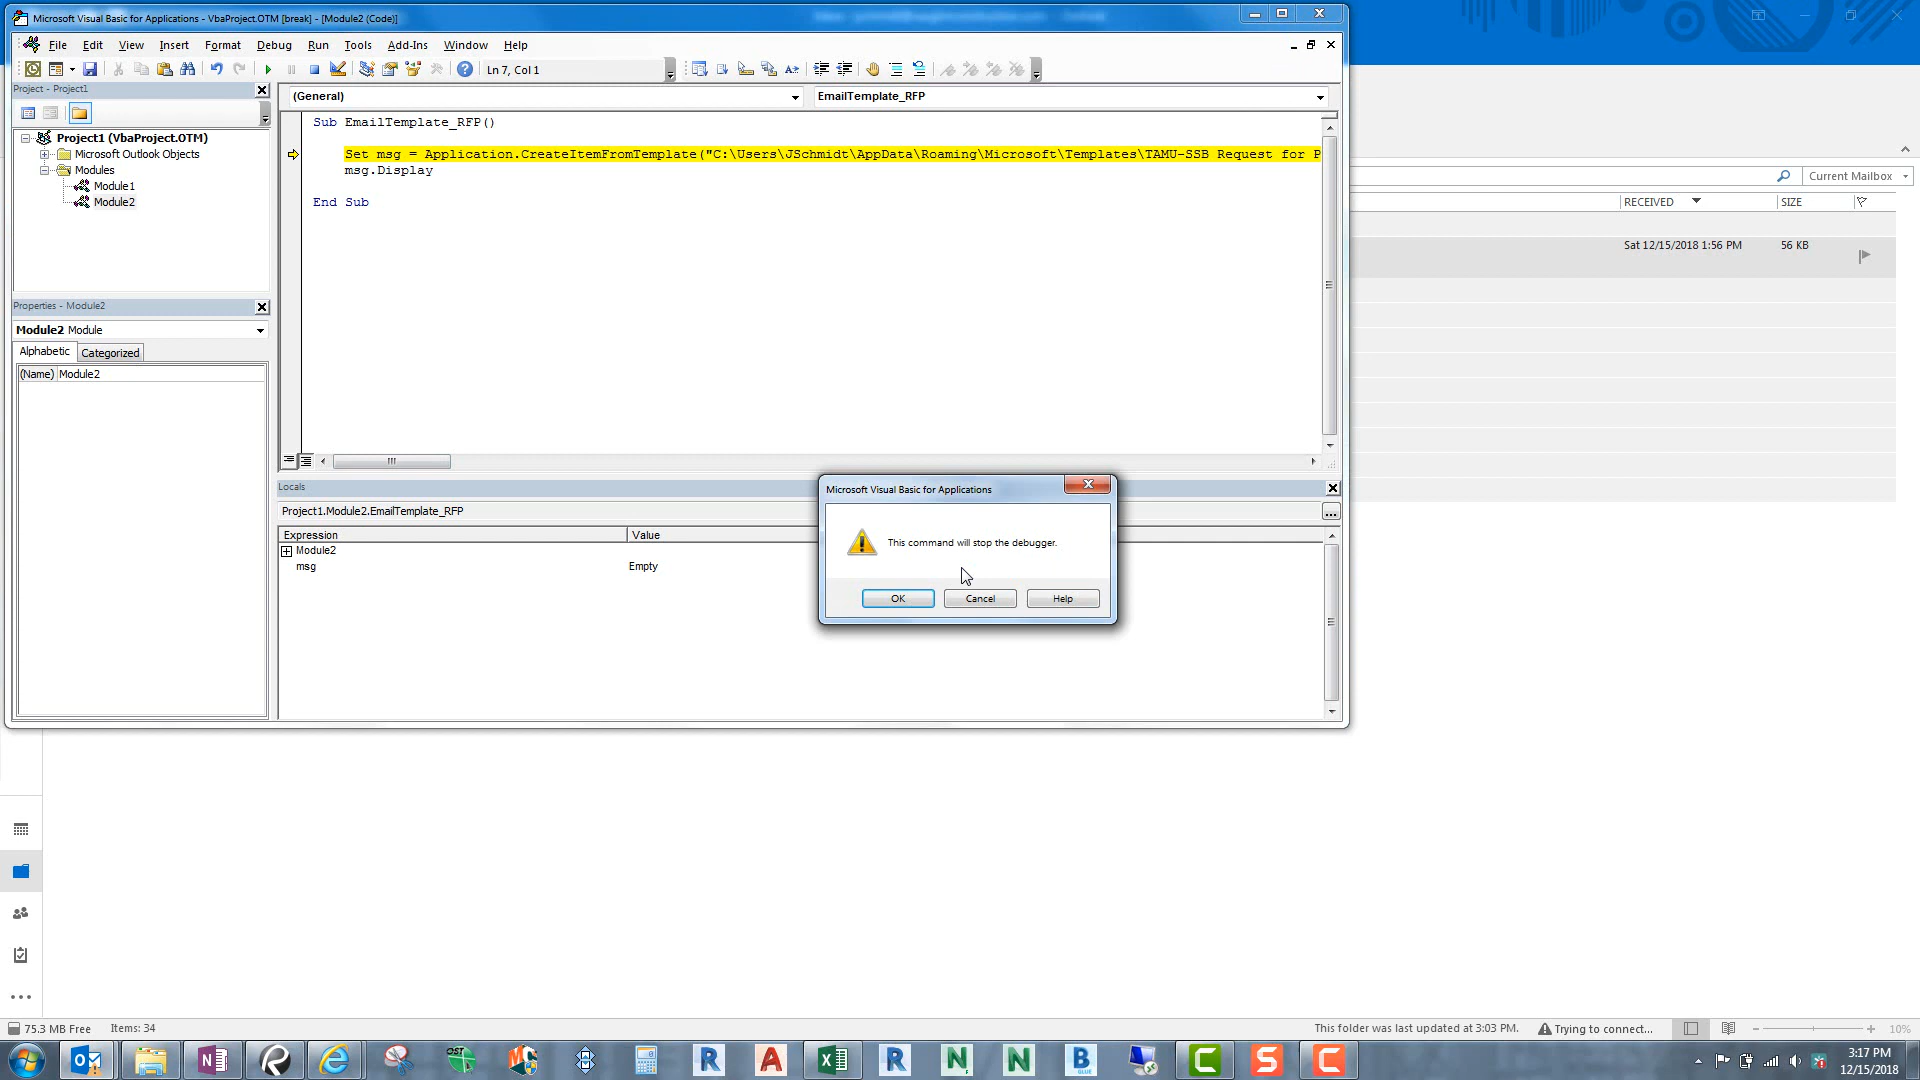 Microsoft Visual Basic for Applications - VbaProject.OTM [break] - [Module2 (Code)]
File Edit View Insert Format Debug Run Tools Add-Ins Window Help
Ln 7, Col 1
Project - Project1
(General)
EmailTemplate_RFP
Project1 (VbaProject.OTM)
Microsoft Outlook Objects
Modules
Module1
Module2
Sub EmailTemplate_RFP()
Set msg = Application.CreateItemFromTemplate("C:\Users\JSchmidt\AppData\Roaming\Microsoft\Templates\TAMU-SSB Request for P
msg.Display
End Sub
Current Mailbox
RECEIVED SIZE
Sat 12/15/2018 1:56 PM 56 KB
Properties - Module2
Module2 Module
Alphabetic Categorized
(Name) Module2
Locals
Project1.Module2.EmailTemplate_RFP
Expression Value
Module2
msg Empty
Microsoft Visual Basic for Applications
This command will stop the debugger.
OK Cancel Help
75.3 MB Free Items: 34
This folder was last updated at 3:03 PM. Trying to connect... 10%
3:17 PM
12/15/2018